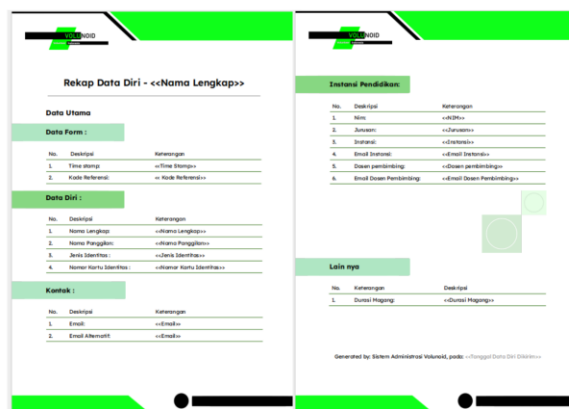 VOLUNOID
Rekap Data Diri - <<Nama Lengkap>>
Data Utama
Data Form :
No. Deskripsi Keterangan
1. Time stamp: <<Time Stamp>>
2. Kode Referensi: << Kode Referensi>>
Data Diri :
No. Deskripsi Keterangan
1. Nama Lengkap: <<Nama Lengkap>>
2. Nama Panggilan: <<Nama Panggilan>>
3. Jenis Identitas : <<Jenis Identitas>>
4. Nomor Kartu Identitas : <<Nomor Kartu Identitas>>
Kontak :
No. Deskripsi Keterangan
1. Email: <<Email>>
2. Email Alternatif: <<Email>>
VOLUNOID
Instansi Pendidikan:
No. Deskripsi Keterangan
1. Nim: <<NIM>>
2. Jurusan: <<Jurusan>>
3. Instansi: <<Instansi>>
4. Email Instansi: <<Email Instansi>>
5. Dosen pembimbing: <<Dosen pembimbing>>
6. Email Dosen Pembimbing: <<Email Dosen Pembimbing>>
Lain nya
No. Keterangan Deskripsi
1. Durasi Magang: <<Durasi Magang>>
Generated by: Sistem Administrasi Volunoid, pada: <<Tanggal Data Diri Dikirim>>